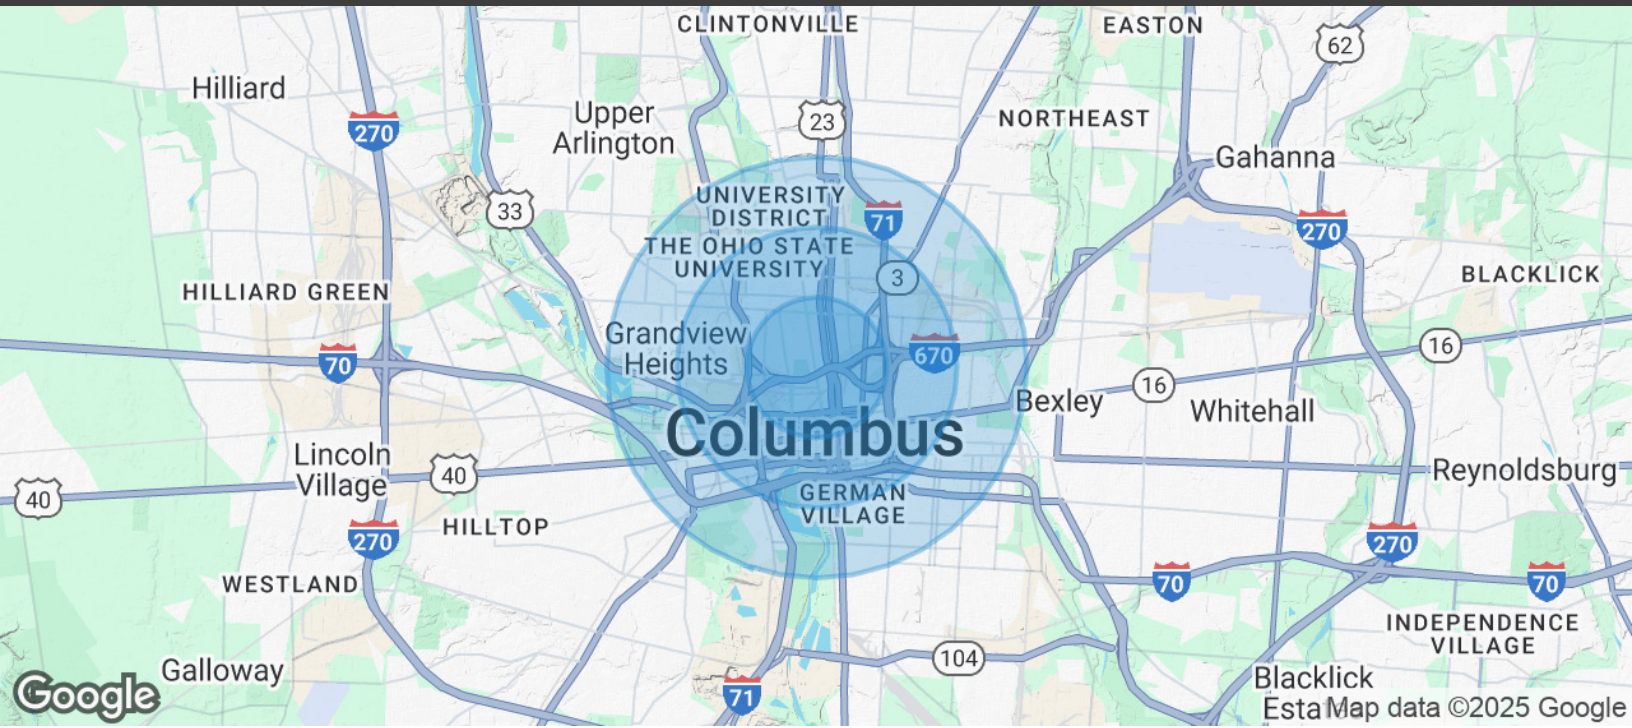 CLINTONVILLE
EASTON
62
Hilliard
Upper
Arlington
23
NORTHEAST
270
Gahanna
UNIVERSITY
DISTRICT
33
71
270
THE OHIO STATE
UNIVERSITY
3
BLACKLICK
HILLIARD GREEN
Grandview
Heights
670
16
70
16
Bexley
Whitehall
Columbus
Lincoln
Village
40
Reynoldsburg
40
GERMAN
VILLAGE
HILLTOP
270
270
WESTLAND
70
70
INDEPENDENCE
VILLAGE
104
Galloway
Blacklick
Esta
71
Google
Map data ©2025 Google